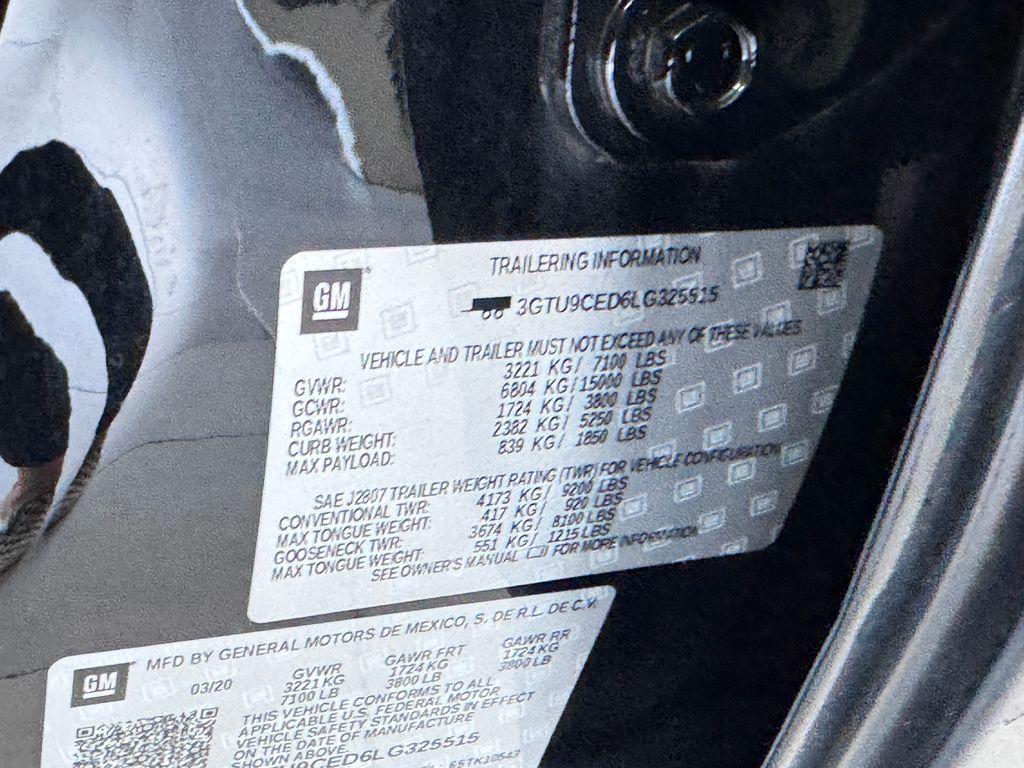 GM
TRAILERING INFORMATION
3GTU9CED6LG325515
VEHICLE AND TRAILER MUST NOT EXCEED ANY OF THESE VALUES
GVWR: 3221 KG/ 7100 LBS
GCWR: 6804 KG/15000 LBS
RGAWR: 1724 KG/ 3800 LBS
CURB WEIGHT: 2382 KG/ 5250 LBS
MAX PAYLOAD: 839 KG/ 1850 LBS
SAE J2807 TRAILER WEIGHT RATING (TWR) FOR VEHICLE CONFIGURATION
CONVENTIONAL TWR: 4173 KG/ 9200 LBS
MAX TONGUE WEIGHT: 417 KG/ 920 LBS
GOOSENECK TWR: 3674 KG/ 8100 LBS
MAX TONGUE WEIGHT: 551 KG/ 1215 LBS
SEE OWNER'S MANUAL FOR MORE INFORMATION
GM
MFD BY GENERAL MOTORS DE MEXICO, S. DE R.L. DE C.V.
03/20
GVWR GAWR FRT GAWR RR
3221 KG 1724 KG 1724 KG
7100 LB 3800 LB 3800 LB
THIS VEHICLE CONFORMS TO ALL
APPLICABLE U.S. FEDERAL MOTOR
VEHICLE SAFETY STANDARDS IN EFFECT
ON THE DATE OF MANUFACTURE
SHOWN ABOVE.
U9CED6LG325515